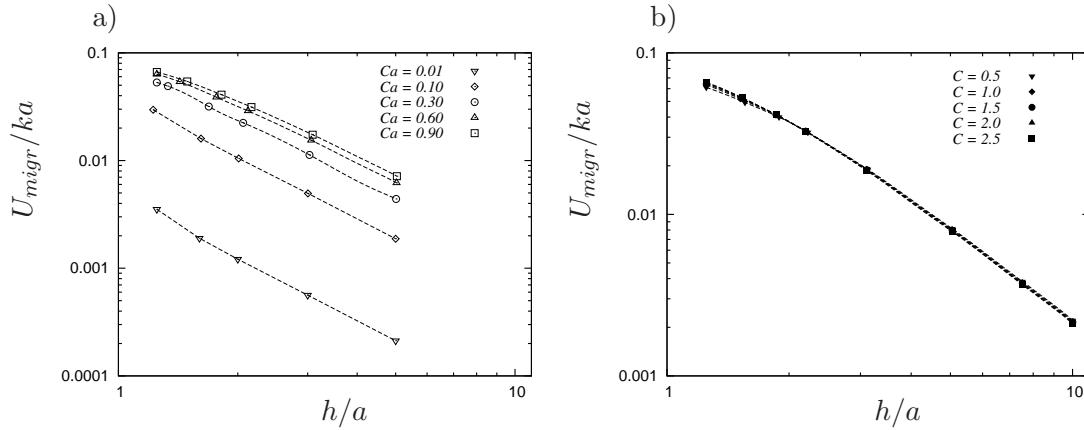 a)
0.1
0.01
0.001
0.0001
1
10
U_migr/ka
h/a
Ca = 0.01
Ca = 0.10
Ca = 0.30
Ca = 0.60
Ca = 0.90
b)
0.1
0.01
0.001
1
10
U_migr/ka
h/a
C = 0.5
C = 1.0
C = 1.5
C = 2.0
C = 2.5